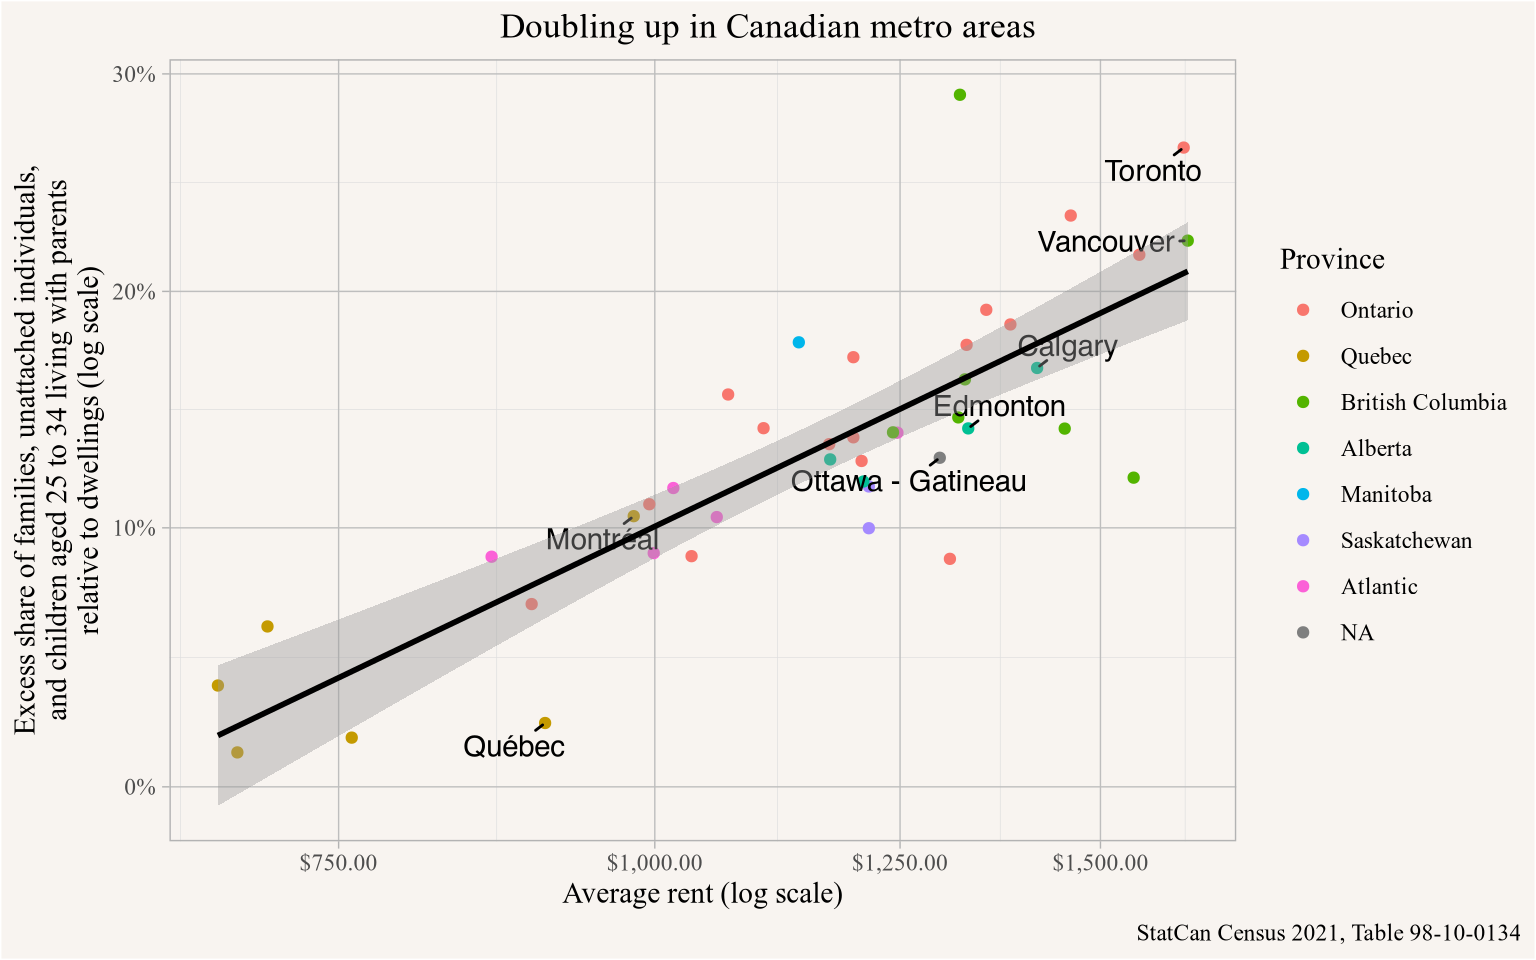 Doubling up in Canadian metro areas
Excess share of families, unattached individuals,
and children aged 25 to 34 living with parents
relative to dwellings (log scale)
30%
20%
10%
0%
Toronto
Vancouver
Calgary
Edmonton
Ottawa - Gatineau
Montréal
Québec
$750.00
$1,000.00
$1,250.00
$1,500.00
Average rent (log scale)
Province
Ontario
Quebec
British Columbia
Alberta
Manitoba
Saskatchewan
Atlantic
NA
StatCan Census 2021, Table 98-10-0134